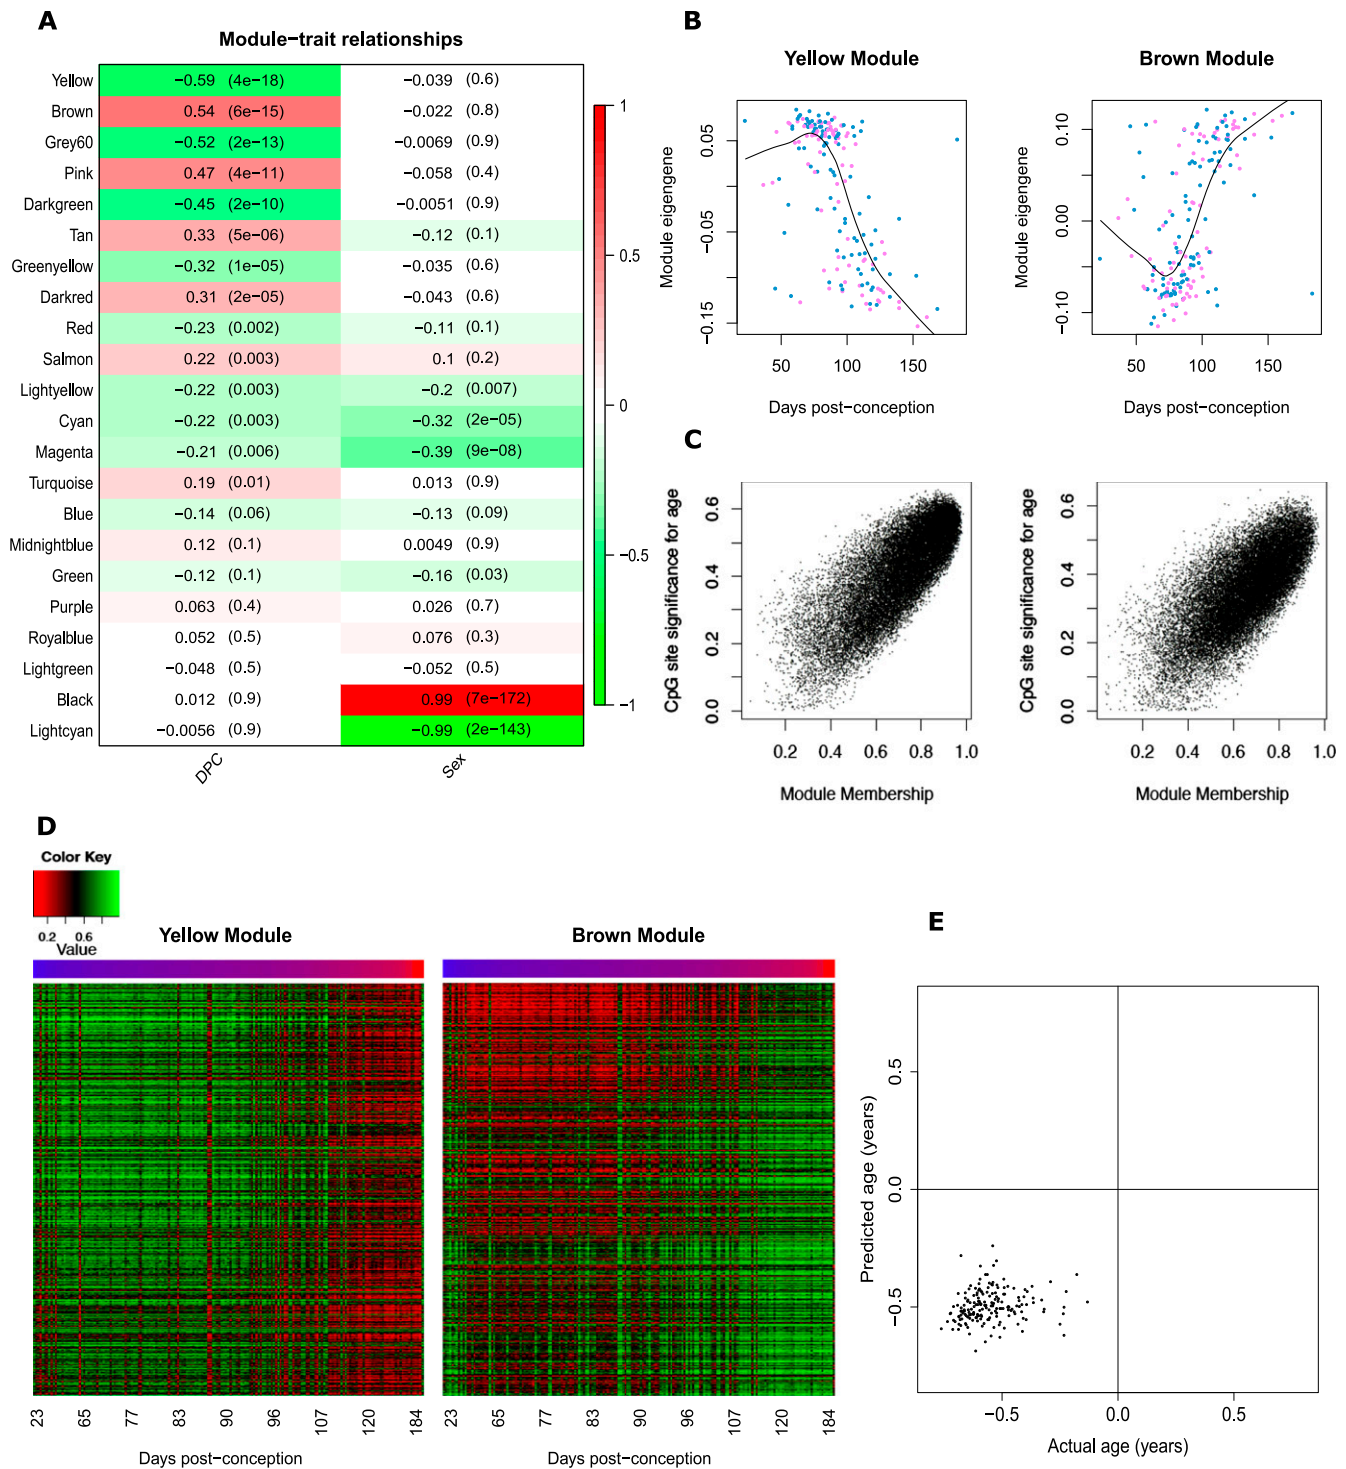 A
Module−trait relationships
Yellow −0.59 (4e−18) −0.039 (0.6)
Brown 0.54 (6e−15) −0.022 (0.8)
Grey60 −0.52 (2e−13) −0.0069 (0.9)
Pink 0.47 (4e−11) −0.058 (0.4)
Darkgreen −0.45 (2e−10) −0.0051 (0.9)
Tan 0.33 (5e−06) −0.12 (0.1)
Greenyellow −0.32 (1e−05) −0.035 (0.6)
Darkred 0.31 (2e−05) −0.043 (0.6)
Red −0.23 (0.002) −0.11 (0.1)
Salmon 0.22 (0.003) 0.1 (0.2)
Lightyellow −0.22 (0.003) −0.2 (0.007)
Cyan −0.22 (0.003) −0.32 (2e−05)
Magenta −0.21 (0.006) −0.39 (9e−08)
Turquoise 0.19 (0.01) 0.013 (0.9)
Blue −0.14 (0.06) −0.13 (0.09)
Midnightblue 0.12 (0.1) 0.0049 (0.9)
Green −0.12 (0.1) −0.16 (0.03)
Purple 0.063 (0.4) 0.026 (0.7)
Royalblue 0.052 (0.5) 0.076 (0.3)
Lightgreen −0.048 (0.5) −0.052 (0.5)
Black 0.012 (0.9) 0.99 (7e−172)
Lightcyan −0.0056 (0.9) −0.99 (2e−143)
DPC Sex
1
0.5
0
−0.5
−1
B
Yellow Module
Module eigengene
0.05
−0.05
−0.15
50 100 150
Days post−conception
Brown Module
Module eigengene
0.10
0.00
−0.10
50 100 150
Days post−conception
C
CpG site significance for age
0.6
0.4
0.2
0.0
0.2 0.4 0.6 0.8 1.0
Module Membership
CpG site significance for age
0.6
0.4
0.2
0.0
0.2 0.4 0.6 0.8 1.0
Module Membership
D
Color Key
0.2 0.6
Value
Yellow Module
23 65 77 83 90 96 107 120 184
Days post−conception
Brown Module
23 65 77 83 90 96 107 120 184
Days post−conception
E
Predicted age (years)
0.5
0.0
−0.5
−0.5 0.0 0.5
Actual age (years)